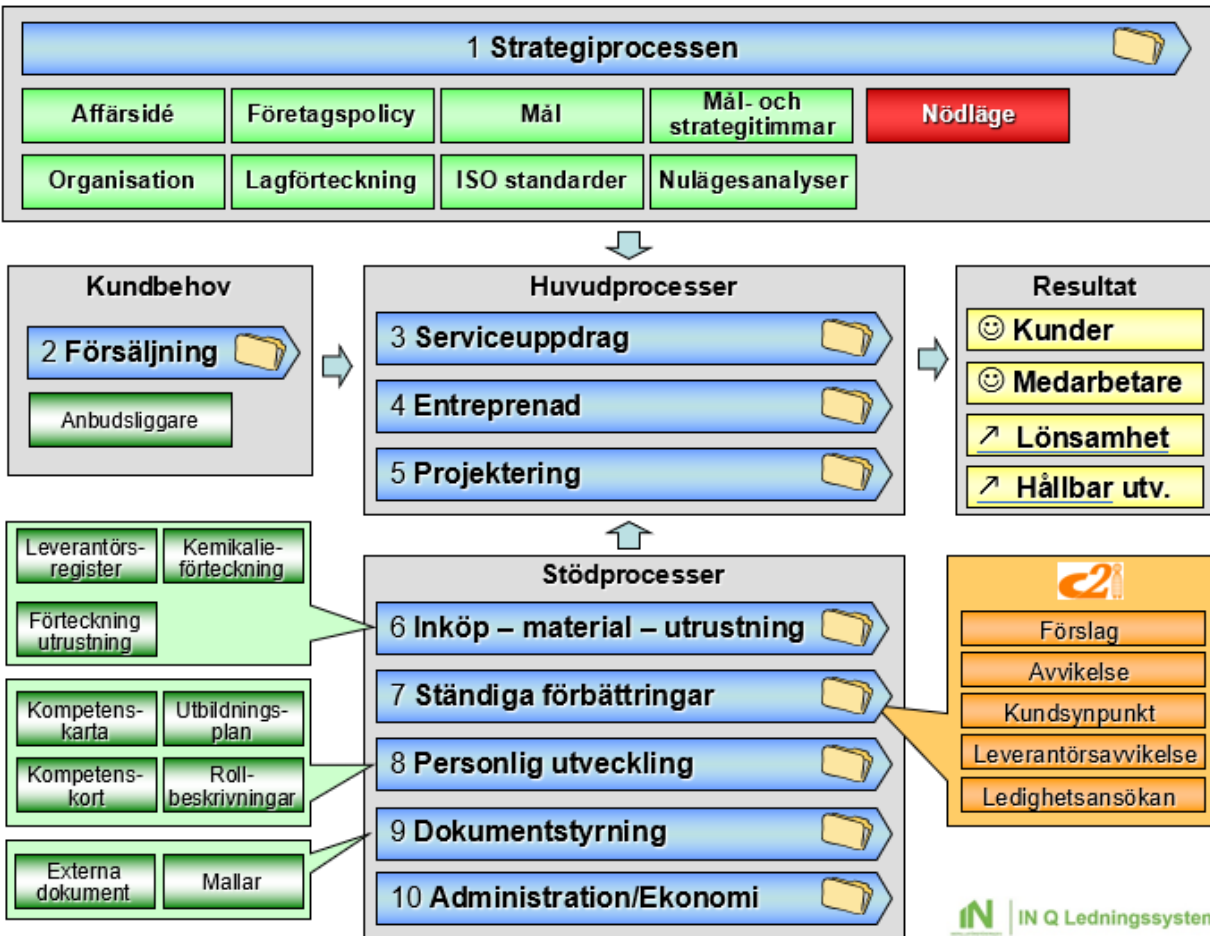 1 Strategiprocessen
Affärsidé
Företagspolicy
Mål
Mål- och
strategitimmar
Nödläge
Organisation
Lagförteckning
ISO standarder
Nulägesanalyser
Kundbehov
2 Försäljning
Anbudsliggare
Huvudprocesser
3 Serviceuppdrag
4 Entreprenad
5 Projektering
Resultat
☺ Kunder
☺ Medarbetare
↗ Lönsamhet
↗ Hållbar utv.
Leverantörs-
register
Kemikalie-
förteckning
Förteckning
utrustning
Kompetens-
karta
Utbildnings-
plan
Kompetens-
kort
Roll-
beskrivningar
Externa
dokument
Mallar
Stödprocesser
6 Inköp – material – utrustning
7 Ständiga förbättringar
8 Personlig utveckling
9 Dokumentstyrning
10 Administration/Ekonomi
c2i
Förslag
Avvikelse
Kundsynpunkt
Leverantörsavvikelse
Ledighetsansökan
IN
IN Q Ledningssystem